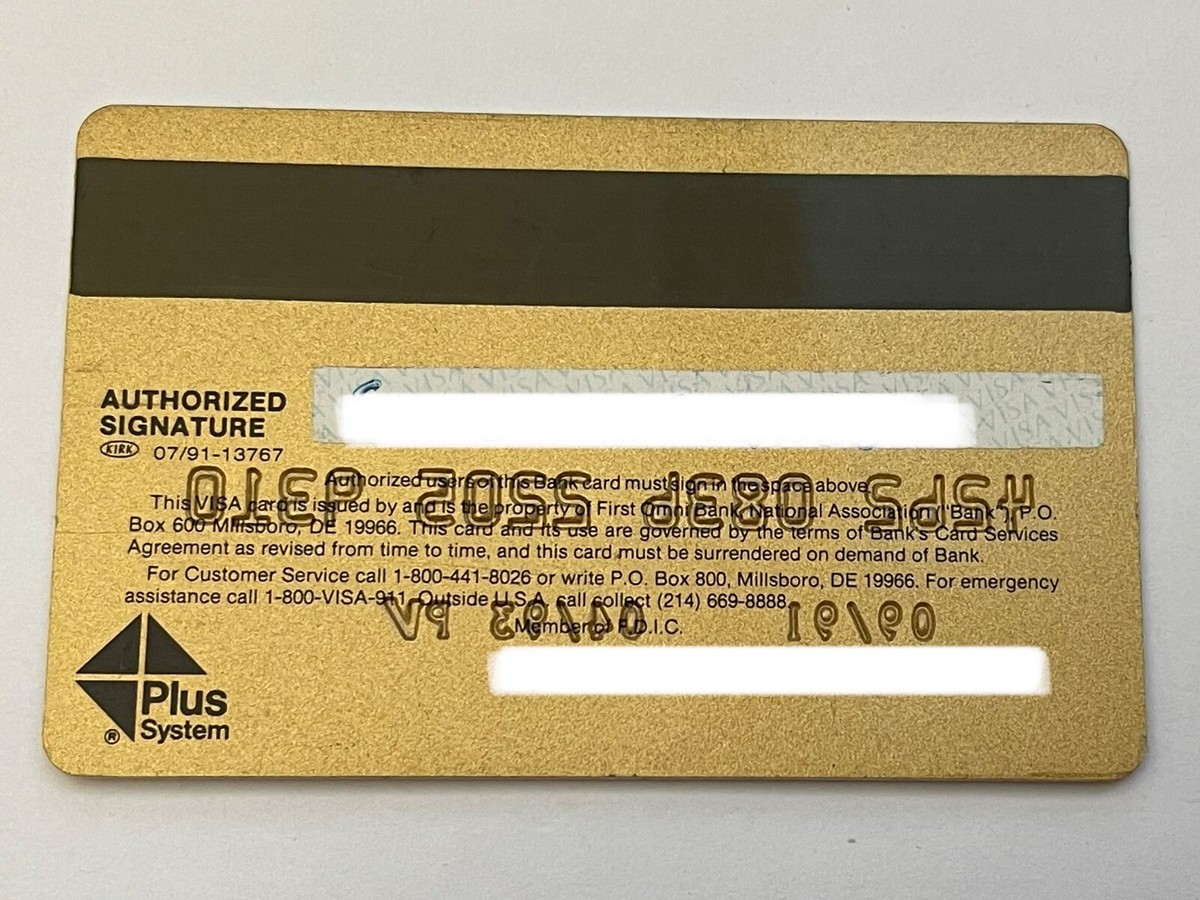 AUTHORIZED
SIGNATURE
KIRK 07/91-13767
VISA VISA VISA VISA
Authorized users of this Bank card must sign in the space above.
This VISA card is issued by and is the property of First Omni Bank, National Association ("Bank"), P.O.
Box 600 Millsboro, DE 19966. This card and its use are governed by the terms of Bank's Card Services
Agreement as revised from time to time, and this card must be surrendered on demand of Bank.
For Customer Service call 1-800-441-8026 or write P.O. Box 800, Millsboro, DE 19966. For emergency
assistance call 1-800-VISA-911. Outside U.S.A. call collect (214) 669-8888.
Member of F.D.I.C.
Plus
System
®